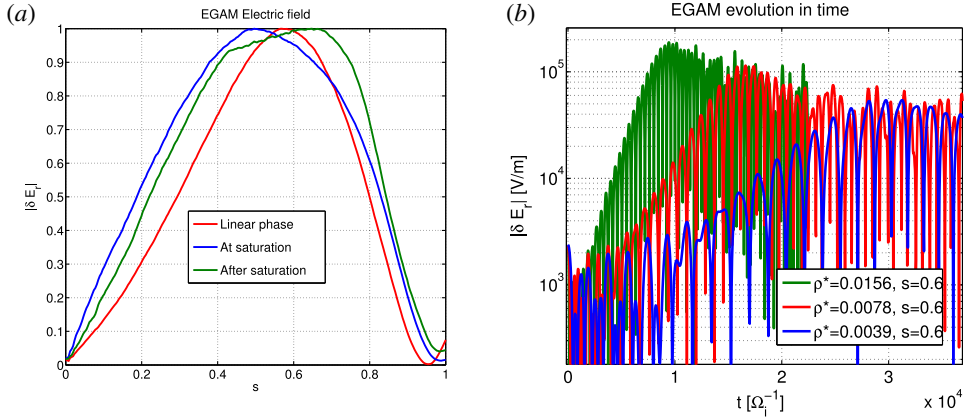 (a)
EGAM Electric field
|δ E_r|
1
0.9
0.8
0.7
0.6
0.5
0.4
0.3
0.2
0.1
0
Linear phase
At saturation
After saturation
0 0.2 0.4 0.6 0.8 1
s
(b)
EGAM evolution in time
|δ E_r| [V/m]
10^5
10^4
10^3
ρ*=0.0156, s=0.6
ρ*=0.0078, s=0.6
ρ*=0.0039, s=0.6
0 1 2 3
t [Ω_i^{-1}]
x 10^4